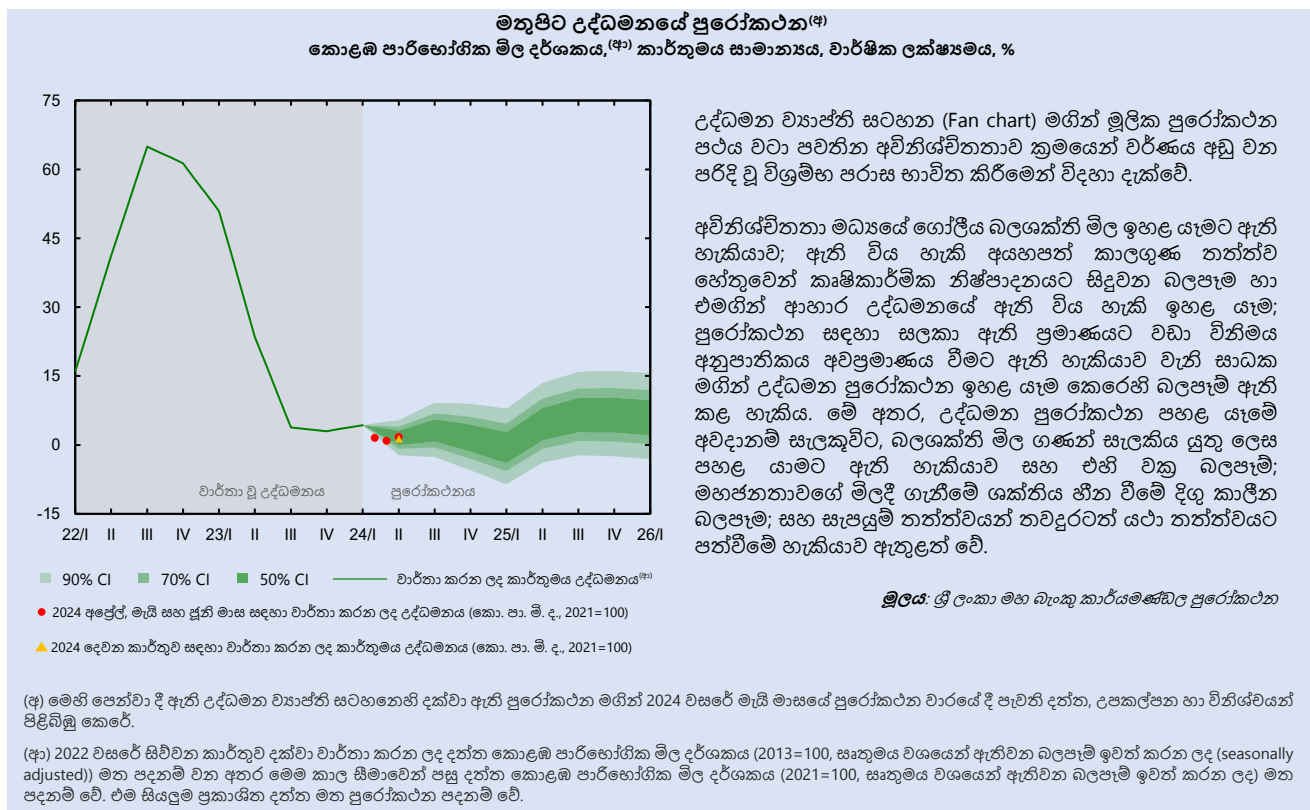 මතුපිට උද්ධමනයේ පුරෝකථන(අ)
කොළඹ පාරිභෝගික මිල දර්ශකය,(ආ) කාර්තුමය සාමාන්‍යය, වාර්ෂික ලක්ෂ්‍යමය, %
75
60
45
30
15
0
-15
වාර්තා වූ උද්ධමනය
පුරෝකථනය
22/I II III IV 23/I II III IV 24/I II III IV 25/I II III IV 26/I
90% CI 70% CI 50% CI වාර්තා කරන ලද කාර්තුමය උද්ධමනය(ආ)
2024 අප්‍රේල්, මැයි සහ ජූනි මාස සඳහා වාර්තා කරන ලද උද්ධමනය (කො. පා. මි. ද., 2021=100)
2024 දෙවන කාර්තුව සඳහා වාර්තා කරන ලද කාර්තුමය උද්ධමනය (කො. පා. මි. ද., 2021=100)
උද්ධමන ව්‍යාප්ති සටහන (Fan chart) මගින් මූලික පුරෝකථන
පථය වටා පවතින අවිනිශ්චිතතාව ක්‍රමයෙන් වර්ණය අඩු වන
පරිදි වූ විශ්‍රම්භ පරාස භාවිත කිරීමෙන් විදහා දැක්වේ.
අවිනිශ්චිතතා මධ්‍යයේ ගෝලීය බලශක්ති මිල ඉහළ යෑමට ඇති
හැකියාව; ඇති විය හැකි අයහපත් කාලගුණ තත්ත්ව
හේතුවෙන් කෘෂිකාර්මික නිෂ්පාදනයට සිදුවන බලපෑම හා
එමගින් ආහාර උද්ධමනයේ ඇති විය හැකි ඉහළ යෑම;
පුරෝකථන සඳහා සලකා ඇති ප්‍රමාණයට වඩා විනිමය
අනුපාතිකය අවප්‍රමාණය වීමට ඇති හැකියාව වැනි සාධක
මගින් උද්ධමන පුරෝකථන ඉහළ යෑම කෙරෙහි බලපෑම් ඇති
කළ හැකිය. මේ අතර, උද්ධමන පුරෝකථන පහළ යෑමේ
අවදානම් සැලකූවිට, බලශක්ති මිල ගණන් සැලකිය යුතු ලෙස
පහළ යාමට ඇති හැකියාව සහ එහි වක්‍ර බලපෑම්;
මහජනතාවගේ මිලදී ගැනීමේ ශක්තිය හීන වීමේ දිගු කාලීන
බලපෑම; සහ සැපයුම් තත්ත්වයන් තවදුරටත් යථා තත්ත්වයට
පත්වීමේ හැකියාව ඇතුළත් වේ.
මූලය: ශ්‍රී ලංකා මහ බැංකු කාර්යමණ්ඩල පුරෝකථන
(අ) මෙහි පෙන්වා දී ඇති උද්ධමන ව්‍යාප්ති සටහනෙහි දක්වා ඇති පුරෝකථන මගින් 2024 වසරේ මැයි මාසයේ පුරෝකථන වාරයේ දී පැවති දත්ත, උපකල්පන හා විනිශ්චයන්
පිළිබිඹු කෙරේ.
(ආ) 2022 වසරේ සිව්වන කාර්තුව දක්වා වාර්තා කරන ලද දත්ත කොළඹ පාරිභෝගික මිල දර්ශකය (2013=100, සෘතුමය වශයෙන් ඇතිවන බලපෑම් ඉවත් කරන ලද (seasonally
adjusted)) මත පදනම් වන අතර මෙම කාල සීමාවෙන් පසු දත්ත කොළඹ පාරිභෝගික මිල දර්ශකය (2021=100, සෘතුමය වශයෙන් ඇතිවන බලපෑම් ඉවත් කරන ලද) මත
පදනම් වේ. එම සියලුම ප්‍රකාශිත දත්ත මත පුරෝකථන පදනම් වේ.